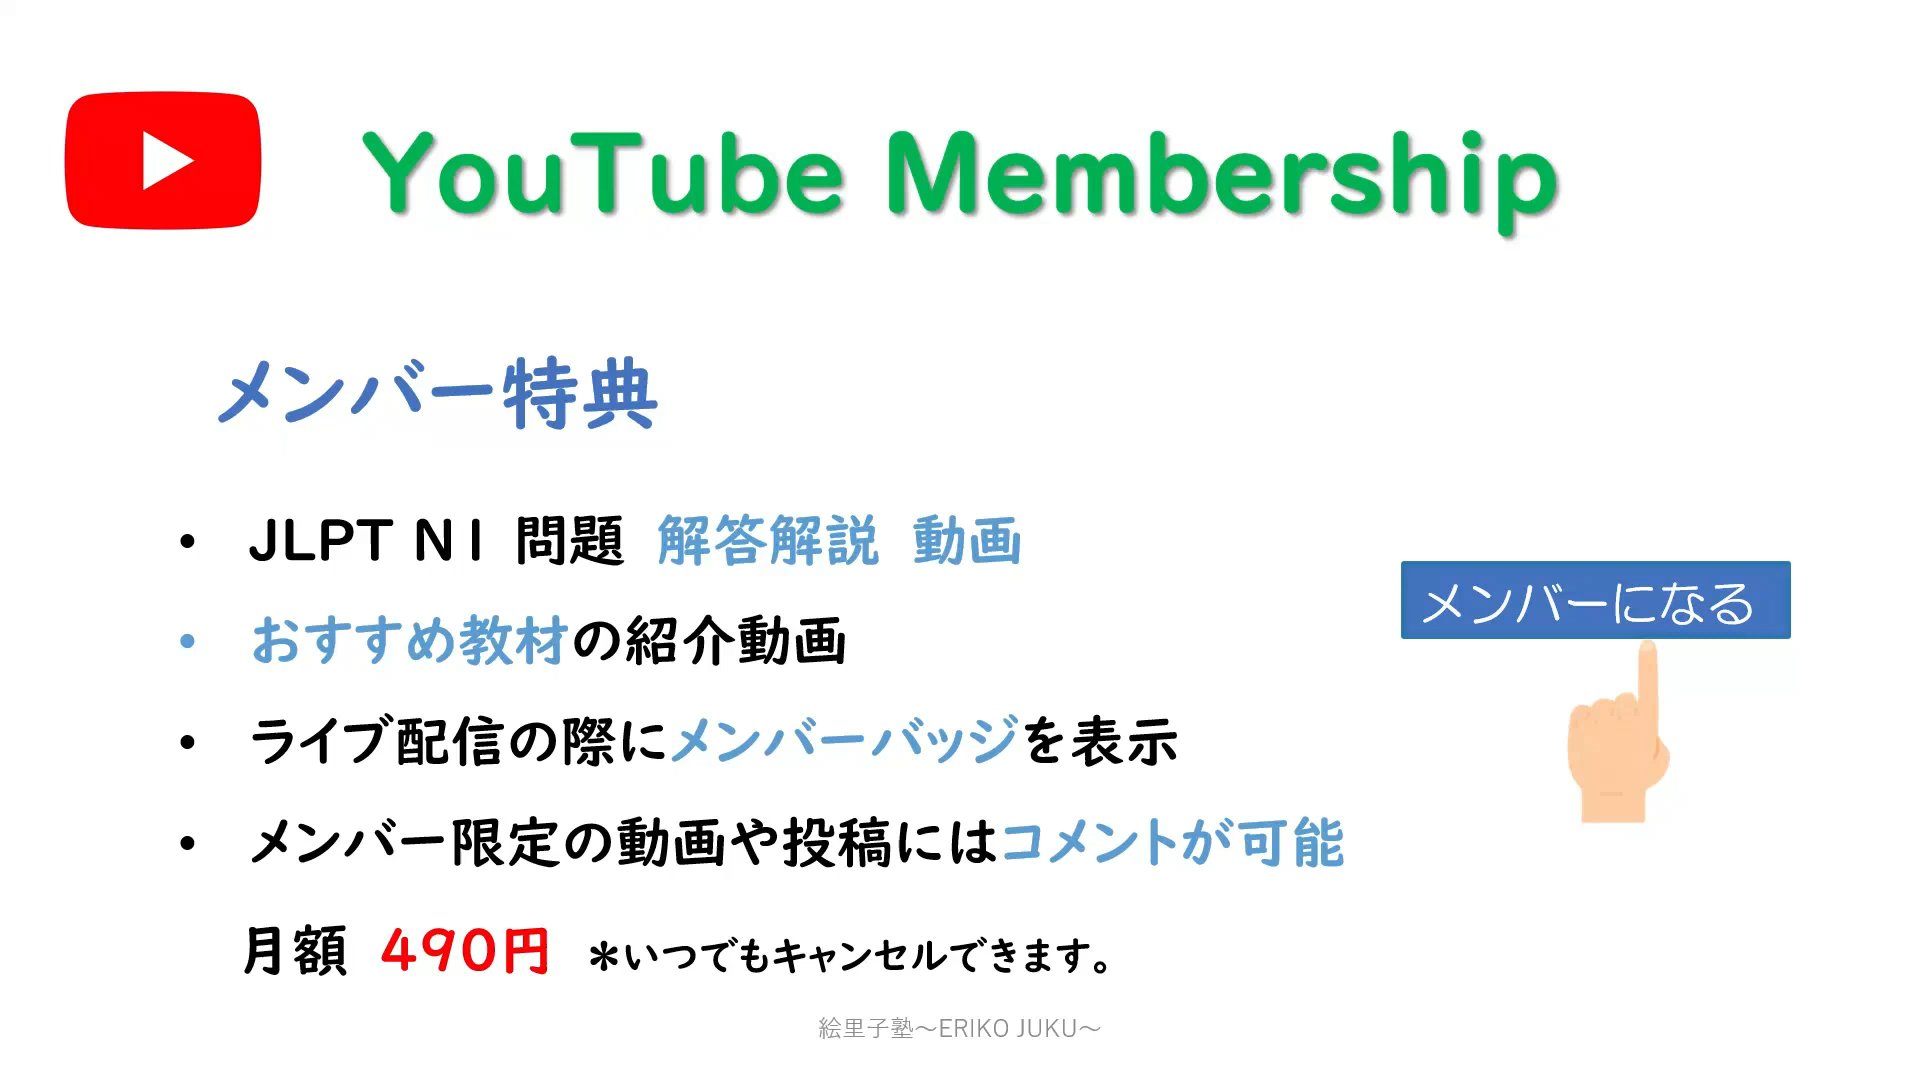 YouTube Membership
メンバー特典
• JLPT N1 問題 解答解説 動画
• おすすめ教材の紹介動画
• ライブ配信の際にメンバーバッジを表示
メンバーになる
• メンバー限定の動画や投稿にはコメントが可能
月額 490円 *いつでもキャンセルできます。
絵里子塾～ERIKO JUKU～